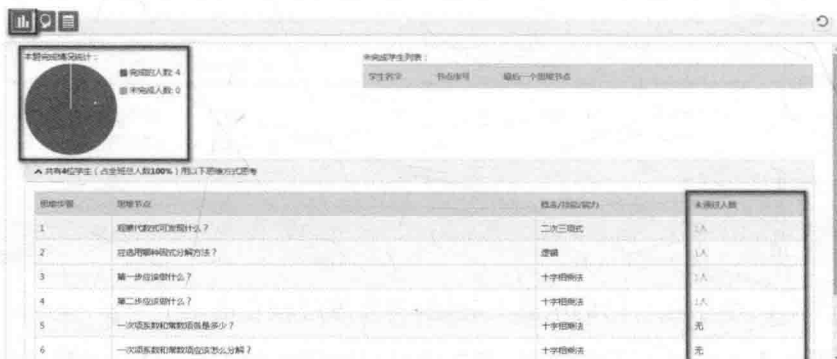 本题完成情况统计：
完成的人数: 4
未完成人数: 0
未完成学生列表：
学生名字 节点序号 最后一个思维节点
共有4位学生（占全班总人数100%）用以下思维方式思考
思维步骤 思维节点 概念/技能/能力) 未通过人数
1 观察代数式可发现什么？ 二次三项式 1人
2 应选用哪种因式分解方法？ 逻辑 1人
3 第一步应该做什么？ 十字相乘法 1人
4 第二步应该做什么？ 十字相乘法 1人
5 一次项系数和常数项各是多少？ 十字相乘法 无
6 一次项系数和常数项应该怎么分解？ 十字相乘法 无